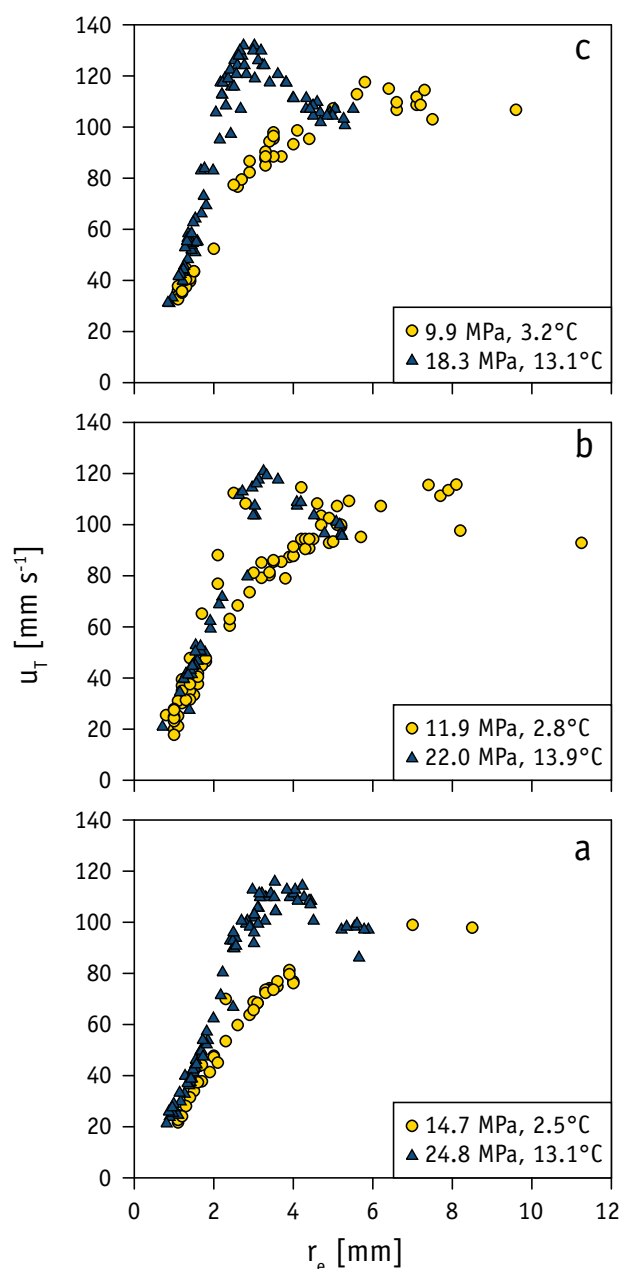 140
120
100
80
60
40
20
0
c
9.9 MPa, 3.2°C
18.3 MPa, 13.1°C
140
120
100
80
60
40
20
0
b
11.9 MPa, 2.8°C
22.0 MPa, 13.9°C
u_T [mm s⁻¹]
140
120
100
80
60
40
20
0
a
14.7 MPa, 2.5°C
24.8 MPa, 13.1°C
0 2 4 6 8 10 12
r_e [mm]